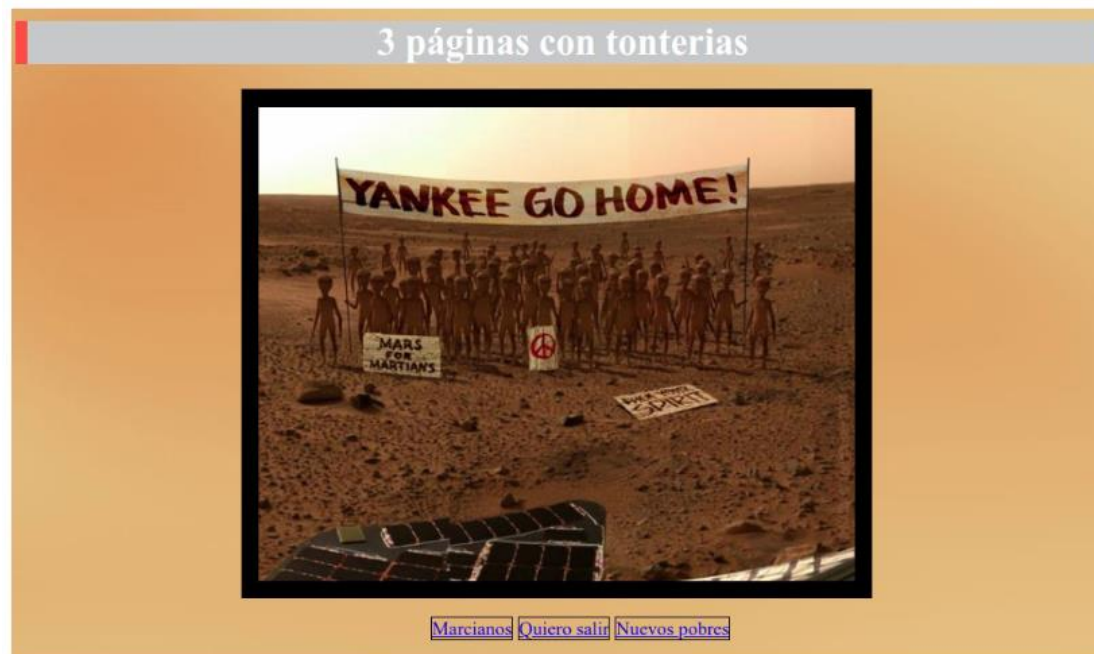 3 páginas con tonterias
YANKEE GO HOME!
MARS
FOR
MARTIANS
SPIRIT
Marcianos Quiero salir Nuevos pobres